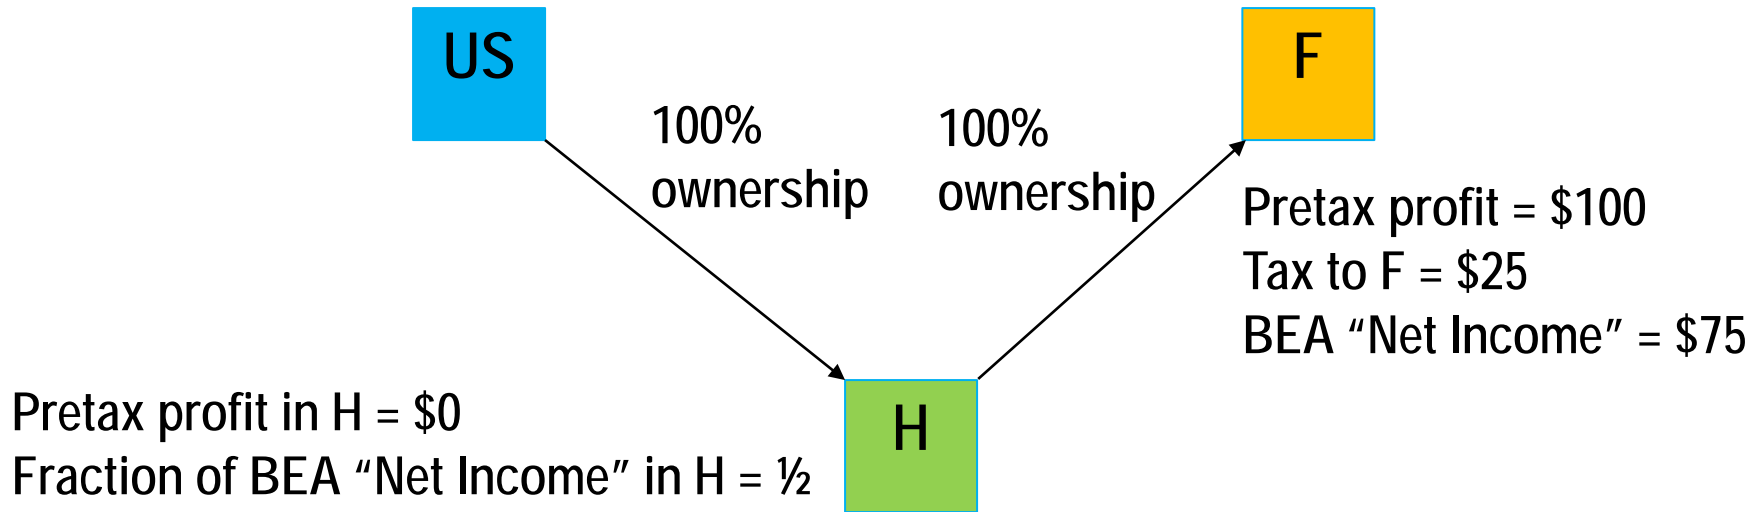 US
F
100%
ownership
100%
ownership
Pretax profit = $100
Tax to F = $25
BEA “Net Income” = $75
Pretax profit in H = $0
Fraction of BEA “Net Income” in H = ½
H